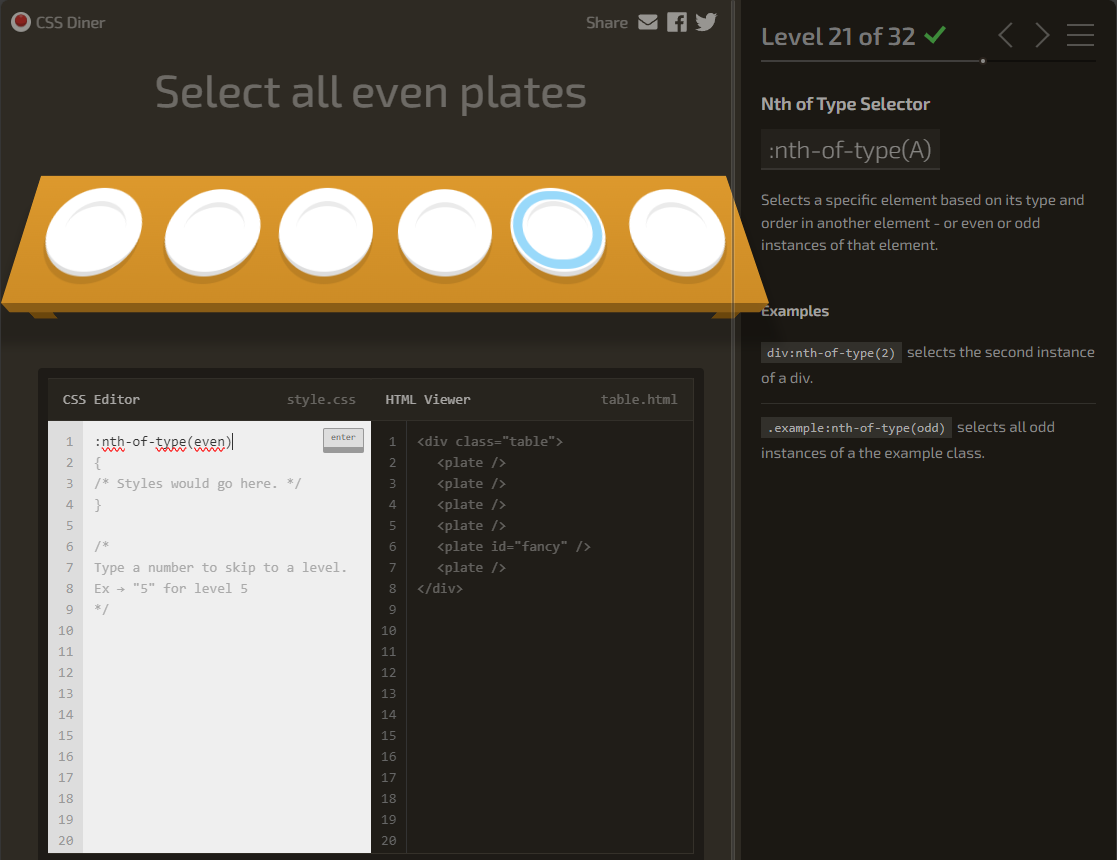 CSS Diner
Share
Select all even plates
CSS Editor style.css
HTML Viewer table.html
1 :nth-of-type(even) enter
2 {
3 /* Styles would go here. */
4 }
5
6 /*
7 Type a number to skip to a level.
8 Ex → "5" for level 5
9 */
10
11
12
13
14
15
16
17
18
19
20
1 <div class="table">
2 <plate />
3 <plate />
4 <plate />
5 <plate />
6 <plate id="fancy" />
7 <plate />
8 </div>
9
10
11
12
13
14
15
16
17
18
19
20
Level 21 of 32
Nth of Type Selector
:nth-of-type(A)
Selects a specific element based on its type and
order in another element - or even or odd
instances of that element.
Examples
div:nth-of-type(2) selects the second instance
of a div.
.example:nth-of-type(odd) selects all odd
instances of a the example class.